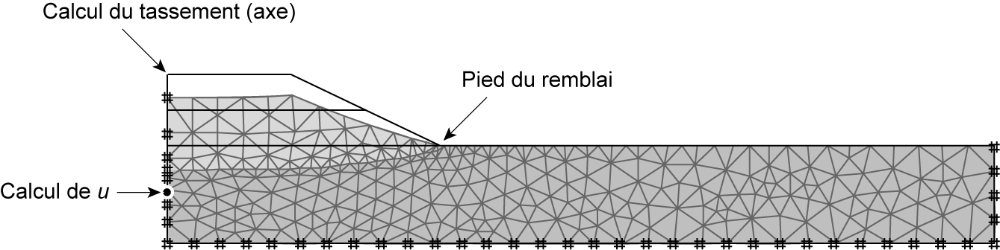 Calcul du tassement (axe)
Pied du remblai
Calcul de u